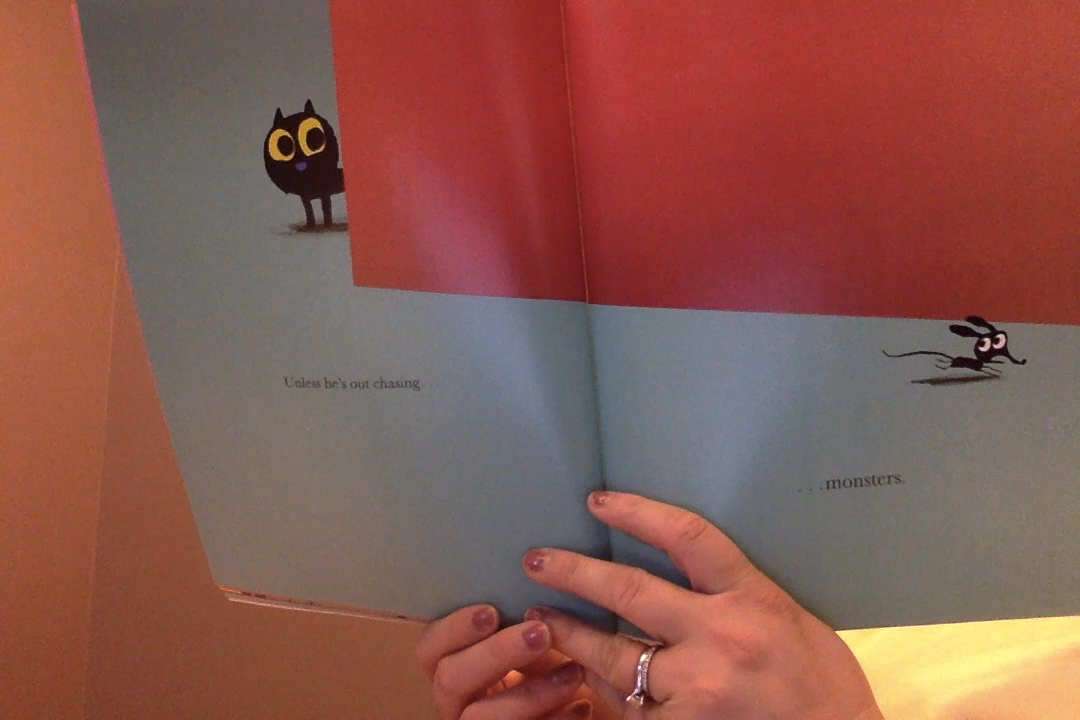 Unless he's out chasing . . .
. . .monsters.